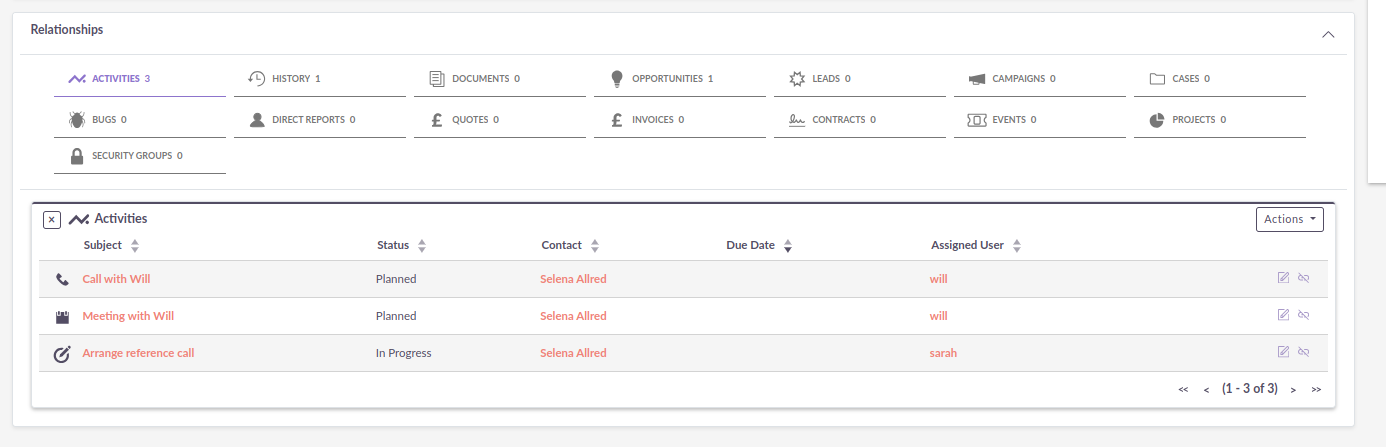 Relationships
ACTIVITIES 3 HISTORY 1 DOCUMENTS 0 OPPORTUNITIES 1 LEADS 0 CAMPAIGNS 0 CASES 0
BUGS 0 DIRECT REPORTS 0 QUOTES 0 INVOICES 0 CONTRACTS 0 EVENTS 0 PROJECTS 0
SECURITY GROUPS 0
× Activities Actions
Subject Status Contact Due Date Assigned User
Call with Will Planned Selena Allred will
Meeting with Will Planned Selena Allred will
Arrange reference call In Progress Selena Allred sarah
<< < (1 - 3 of 3) > >>